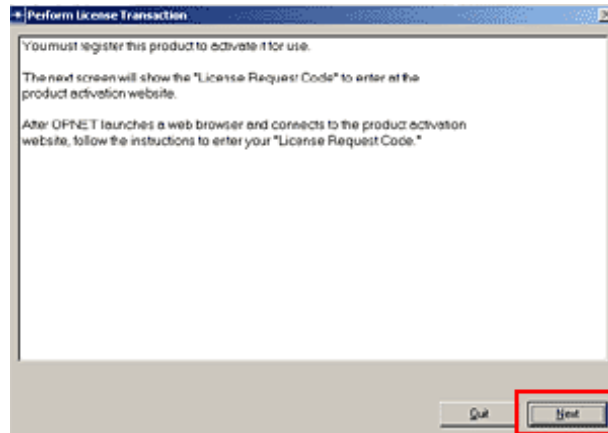 Perform License Transaction
You must register this product to activate it for use.
The next screen will show the "License Request Code" to enter at the
product activation website.
After OPNET launches a web browser and connects to the product activation
website, follow the instructions to enter your "License Request Code."
Quit
Next